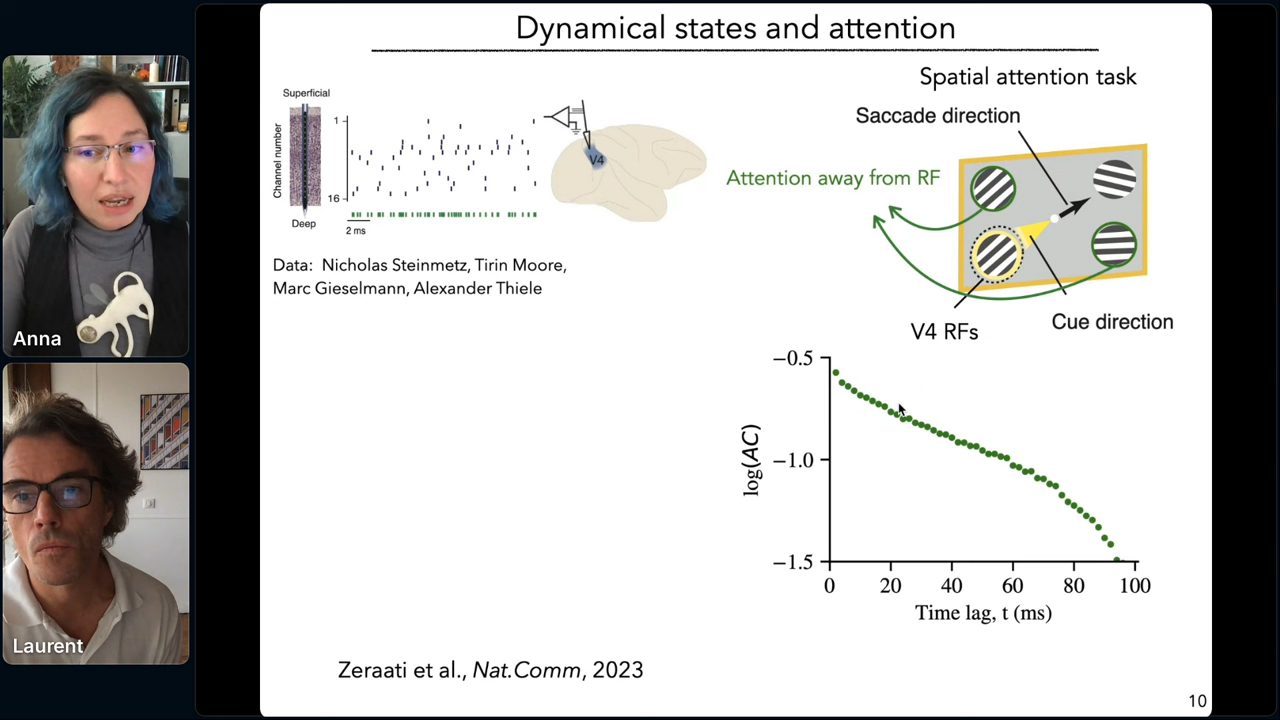 Dynamical states and attention
Spatial attention task
Superficial
Channel number
1
16
Deep
2 ms
V4
Saccade direction
Attention away from RF
V4 RFs
Cue direction
Data:  Nicholas Steinmetz, Tirin Moore,
Marc Gieselmann, Alexander Thiele
log(AC)
−0.5
−1.0
−1.5
0 20 40 60 80 100
Time lag, t (ms)
Zeraati et al., Nat.Comm, 2023
10
Anna
Laurent